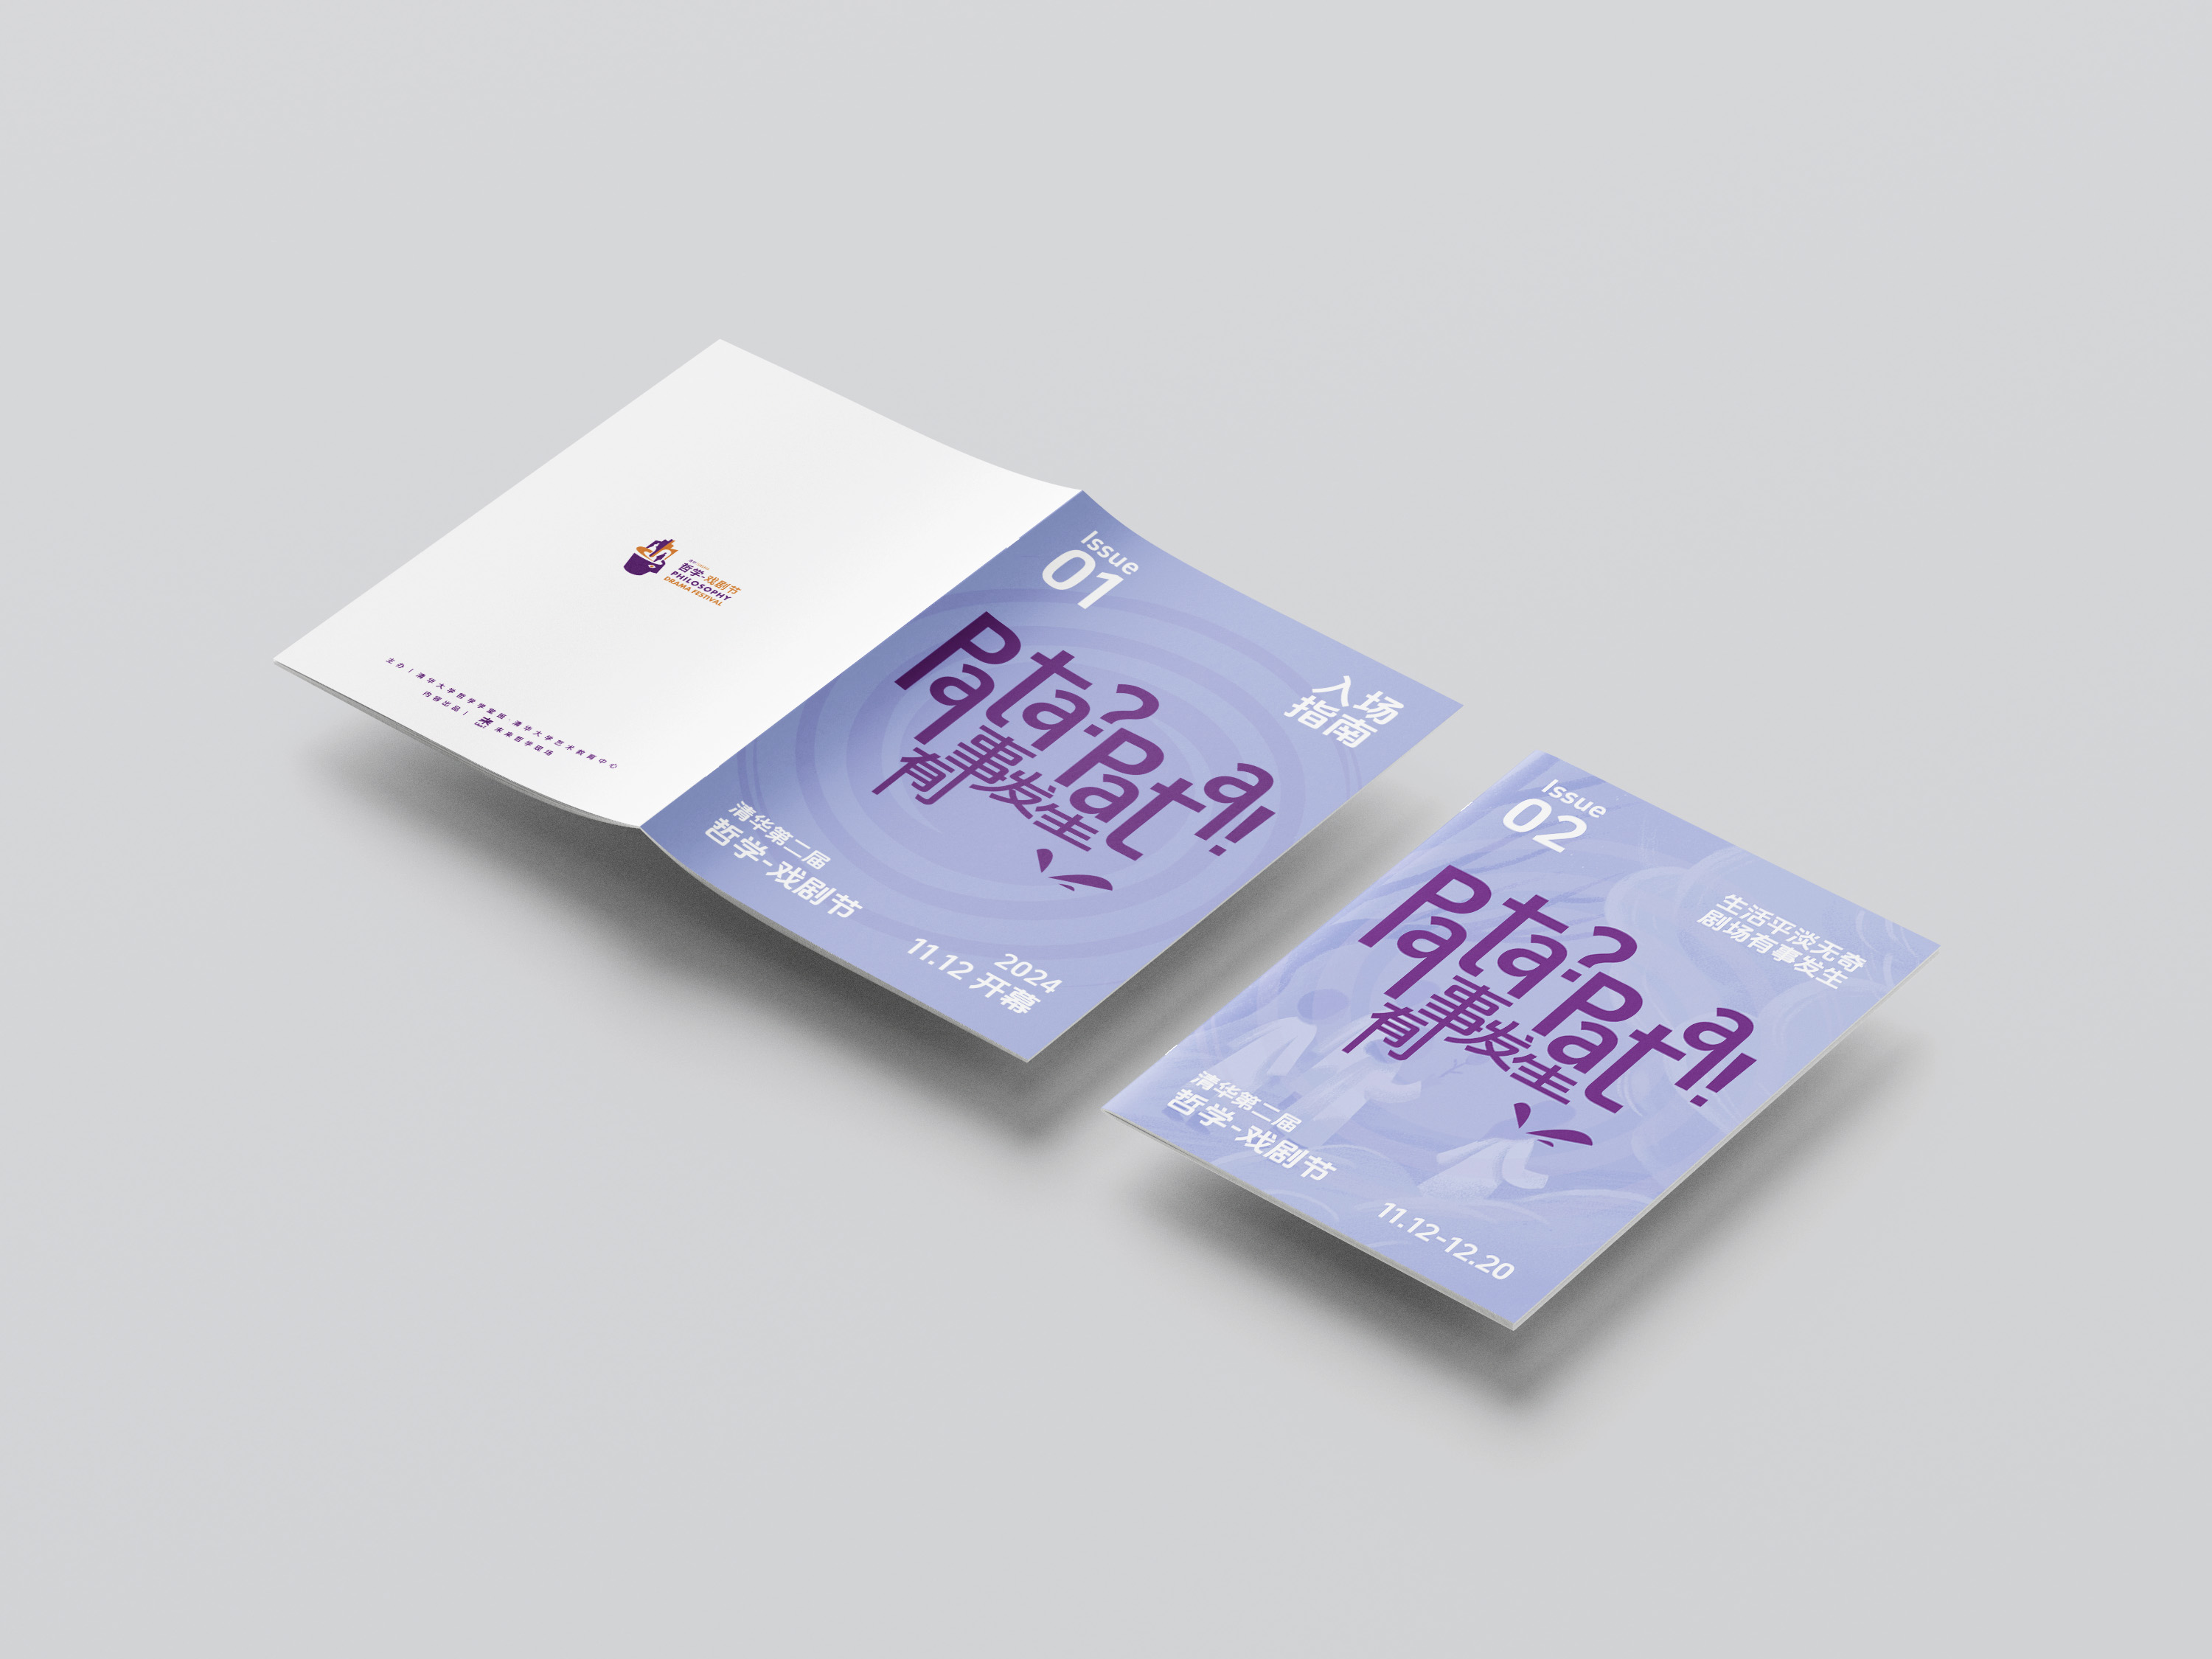 哲学-戏剧节
PHILOSOPHY
DRAMA FESTIVAL
主办 | 清华大学哲学学堂班·清华大学艺术教育中心
内容出品 | 未来哲学现场
Issue
01
入场
指南
Pata?
Pata!!
有事发生
清华第二届
哲学-戏剧节
2024
11.12 开幕
Issue
02
生活平淡无奇
剧场有事发生
Pata?
Pata!!
有事发生
清华第二届
哲学-戏剧节
11.12-12.20